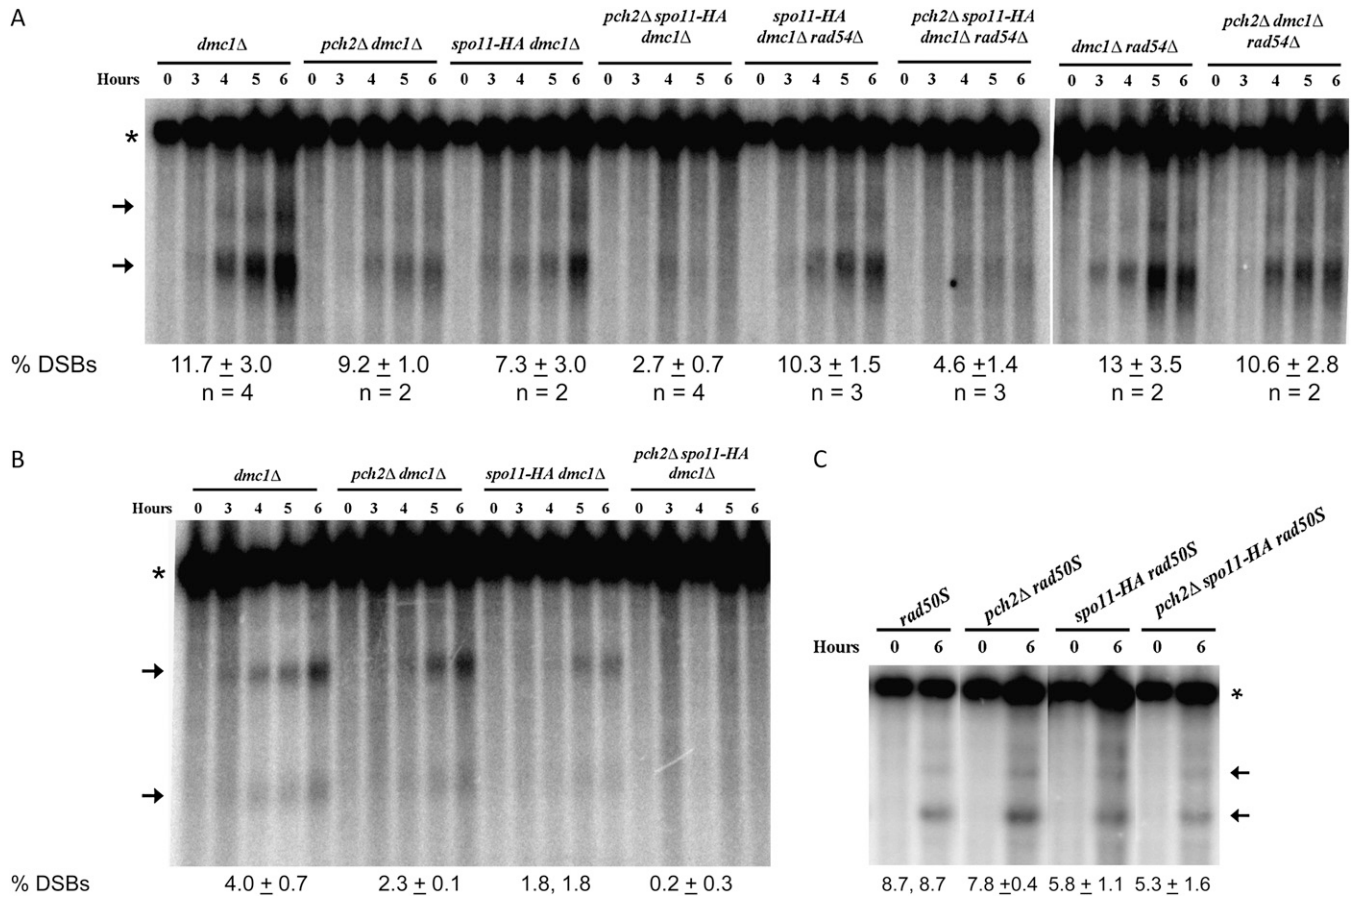 A
dmc1Δ pch2Δ dmc1Δ spo11-HA dmc1Δ pch2Δ spo11-HA dmc1Δ spo11-HA dmc1Δ rad54Δ pch2Δ spo11-HA dmc1Δ rad54Δ dmc1Δ rad54Δ pch2Δ dmc1Δ rad54Δ
Hours 0 3 4 5 6 0 3 4 5 6 0 3 4 5 6 0 3 4 5 6 0 3 4 5 6 0 3 4 5 6 0 3 4 5 6 0 3 4 5 6
*
% DSBs 11.7 ± 3.0 9.2 ± 1.0 7.3 ± 3.0 2.7 ± 0.7 10.3 ± 1.5 4.6 ±1.4 13 ± 3.5 10.6 ± 2.8
n = 4 n = 2 n = 2 n = 4 n = 3 n = 3 n = 2 n = 2
B
dmc1Δ pch2Δ dmc1Δ spo11-HA dmc1Δ pch2Δ spo11-HA dmc1Δ
Hours 0 3 4 5 6 0 3 4 5 6 0 3 4 5 6 0 3 4 5 6
*
% DSBs 4.0 ± 0.7 2.3 ± 0.1 1.8, 1.8 0.2 ± 0.3
C
rad50S pch2Δ rad50S spo11-HA rad50S pch2Δ spo11-HA rad50S
Hours 0 6 0 6 0 6 0 6
*
8.7, 8.7 7.8 ±0.4 5.8 ± 1.1 5.3 ± 1.6